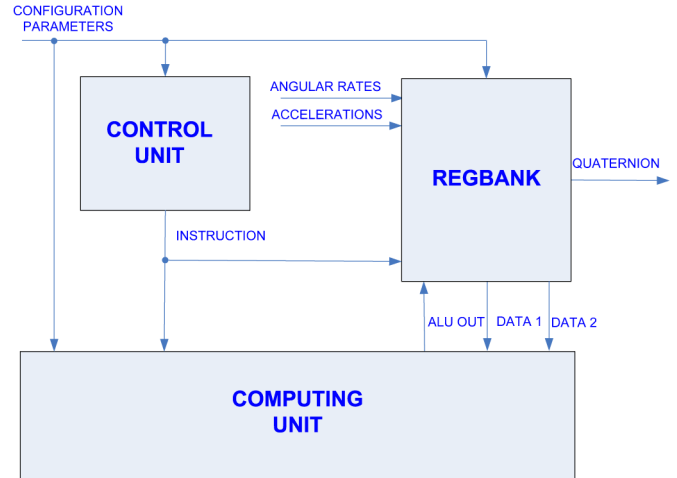 CONFIGURATION
PARAMETERS
ANGULAR RATES
ACCELERATIONS
CONTROL
UNIT
REGBANK
QUATERNION
INSTRUCTION
ALU OUT
DATA 1
DATA 2
COMPUTING
UNIT